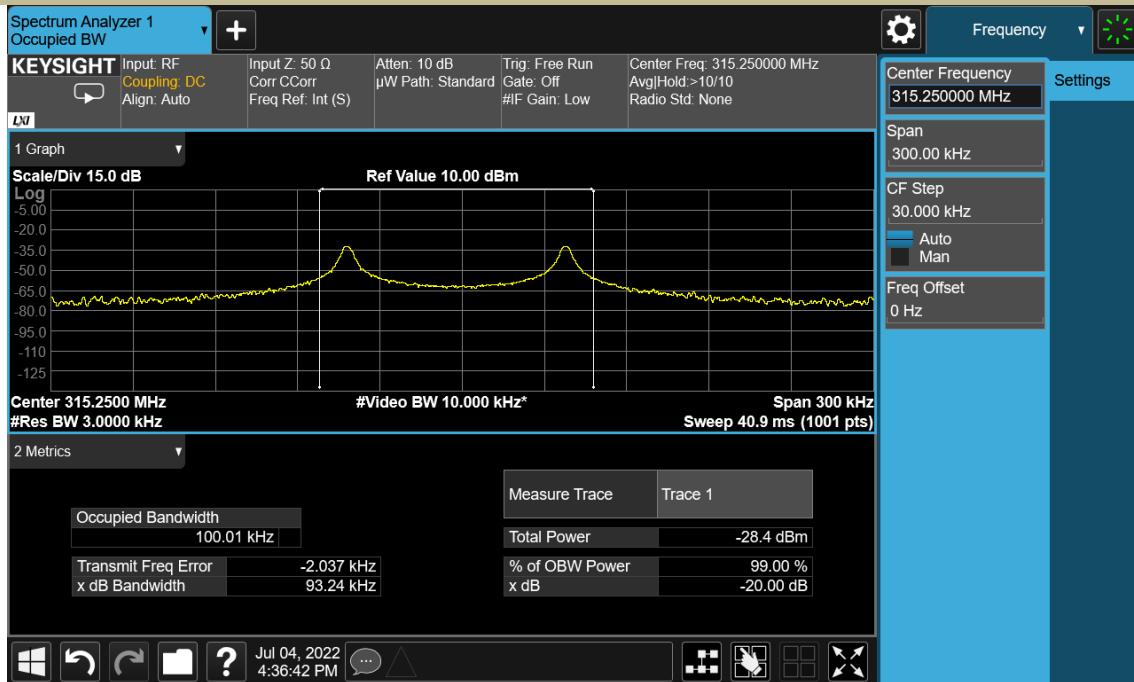 Spectrum Analyzer 1
Occupied BW
Frequency
KEYSIGHT
LXI
Input: RF
Coupling: DC
Align: Auto
Input Z: 50 Ω
Corr CCorr
Freq Ref: Int (S)
Atten: 10 dB
µW Path: Standard
Trig: Free Run
Gate: Off
#IF Gain: Low
Center Freq: 315.250000 MHz
Avg|Hold:>10/10
Radio Std: None
Center Frequency
315.250000 MHz
Settings
Span
300.00 kHz
CF Step
30.000 kHz
Auto
Man
Freq Offset
0 Hz
1 Graph
Scale/Div 15.0 dB
Ref Value 10.00 dBm
Log
-5.00
-20.0
-35.0
-50.0
-65.0
-80.0
-95.0
-110
-125
Center 315.2500 MHz
#Video BW 10.000 kHz*
Span 300 kHz
#Res BW 3.0000 kHz
Sweep 40.9 ms (1001 pts)
2 Metrics
Measure Trace
Trace 1
Occupied Bandwidth
100.01 kHz
Total Power
-28.4 dBm
Transmit Freq Error
-2.037 kHz
% of OBW Power
99.00 %
x dB Bandwidth
93.24 kHz
x dB
-20.00 dB
?
Jul 04, 2022
4:36:42 PM